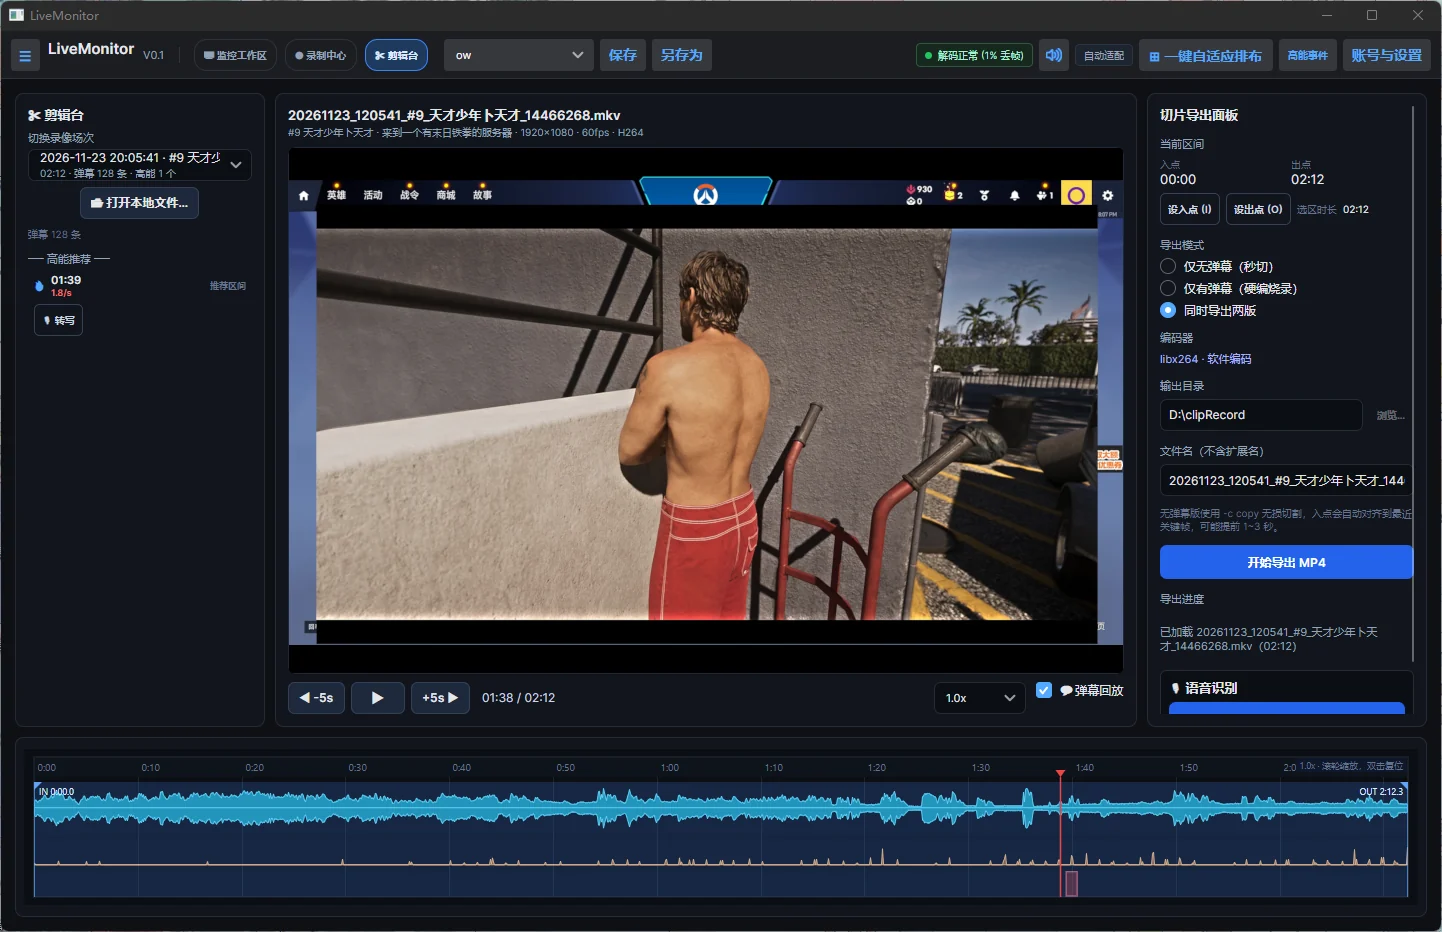 LiveMonitor
LiveMonitor V0.1
监控工作区
录制中心
剪辑台
ow
保存
另存为
解码正常 (1% 丢帧)
自动适配
一键自适应排布
高能事件
账号与设置
剪辑台
切换录像场次
2026-11-23 20:05:41 · #9 天才少
02:12 · 弹幕 128 条 · 高能 1 个
打开本地文件...
弹幕 128 条
── 高能推荐 ──
01:39
1.8/s
推荐区间
转写
20261123_120541_#9_天才少年卜天才_14466268.mkv
#9 天才少年卜天才 · 来到一个有末日铁拳的服务器 · 1920×1080 · 60fps · H264
英雄
活动
战令
商城
故事
930
0
2
1
8:07 PM
优惠券
页
-5s
+5s
01:38 / 02:12
1.0x
弹幕回放
切片导出面板
当前区间
入点
出点
00:00
02:12
设入点 (I)
设出点 (O)
选区时长 02:12
导出模式
仅无弹幕（秒切）
仅有弹幕（硬编烧录）
同时导出两版
编码器
libx264 · 软件编码
输出目录
D:\clipRecord
浏览...
文件名（不含扩展名）
20261123_120541_#9_天才少年卜天才_144
无弹幕版使用 -c copy 无损切割，入点会自动对齐到最近
关键帧，可能提前 1~3 秒。
开始导出 MP4
导出进度
已加载 20261123_120541_#9_天才少年卜天
才_14466268.mkv（02:12）
语音识别
0:00
0:10
0:20
0:30
0:40
0:50
1:00
1:10
1:20
1:30
1:40
1:50
2:0
1.0x · 滚轮缩放，双击复位
IN 0:00.0
OUT 2:12.3